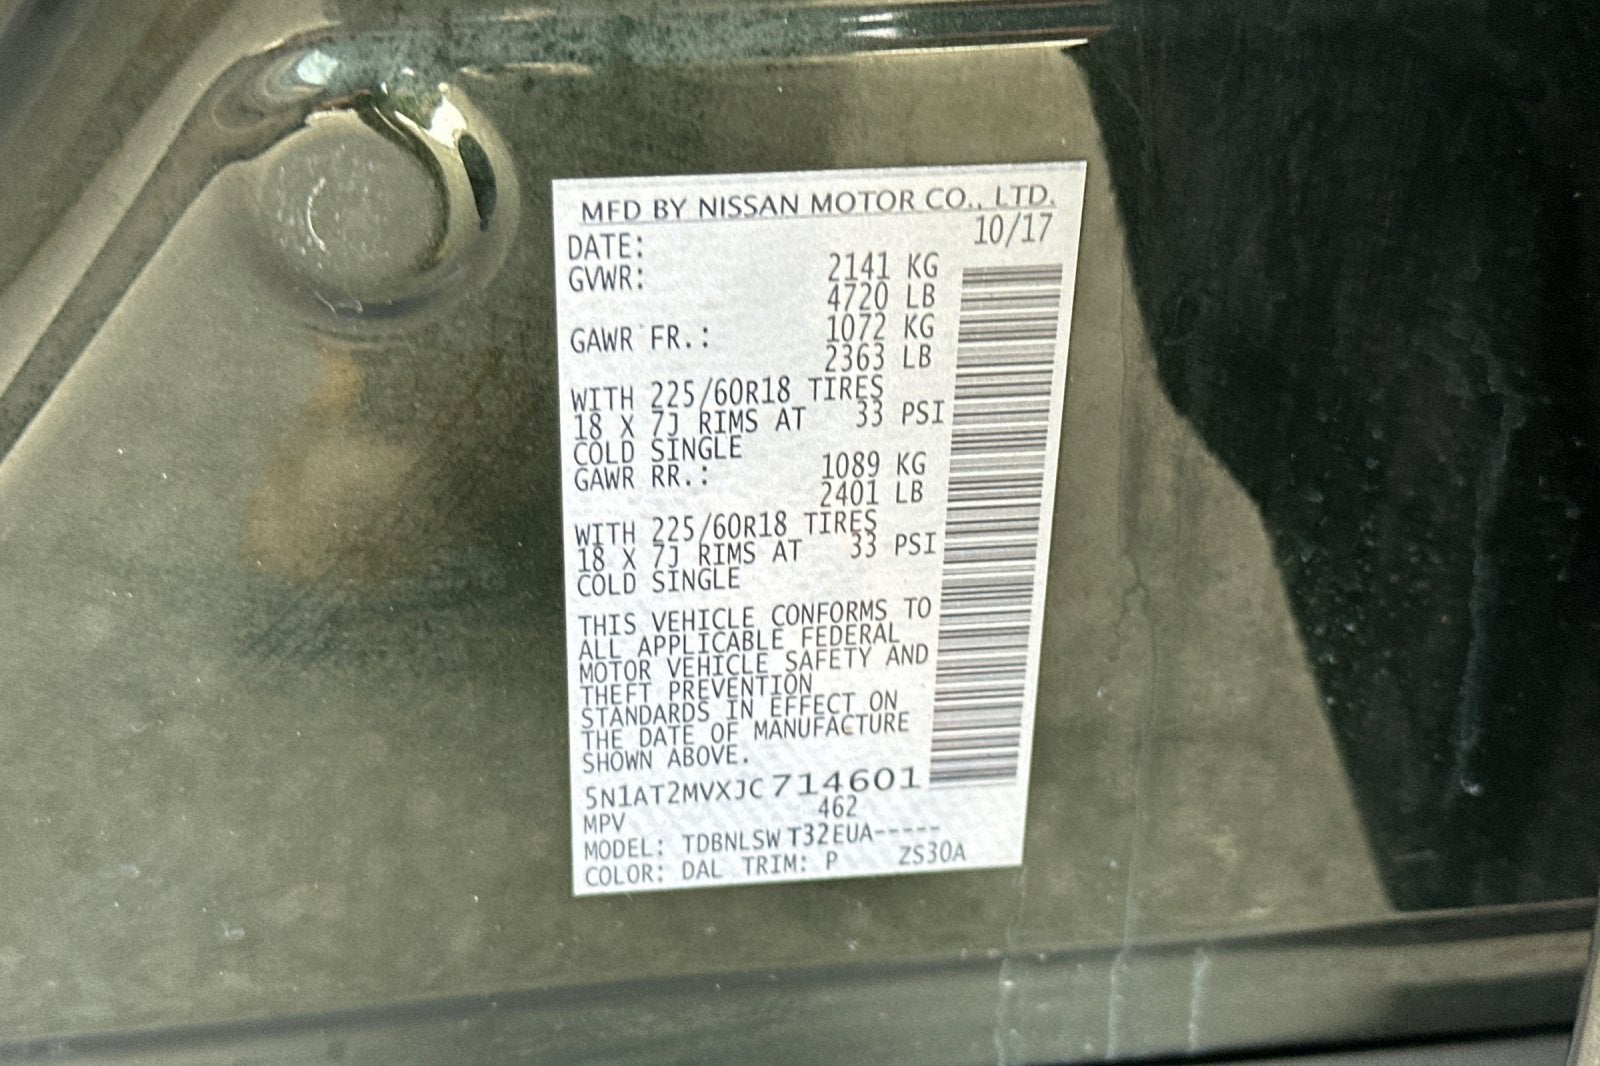 MFD BY NISSAN MOTOR CO., LTD.
DATE: 10/17
GVWR: 2141 KG
4720 LB
GAWR FR.: 1072 KG
2363 LB
WITH 225/60R18 TIRES
18 X 7J RIMS AT 33 PSI
COLD SINGLE
GAWR RR.: 1089 KG
2401 LB
WITH 225/60R18 TIRES
18 X 7J RIMS AT 33 PSI
COLD SINGLE
THIS VEHICLE CONFORMS TO
ALL APPLICABLE FEDERAL
MOTOR VEHICLE SAFETY AND
THEFT PREVENTION
STANDARDS IN EFFECT ON
THE DATE OF MANUFACTURE
SHOWN ABOVE.
5N1AT2MVXJC714601
MPV 462
MODEL: TDBNLSW T32EUA-----
COLOR: DAL TRIM: P ZS30A